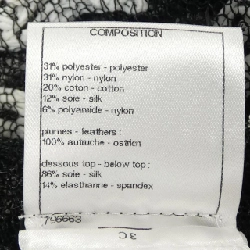 COMPOSITION
31% polyester - polyester
31% nylon - nylon
20% coton - cotton
12% soie - silk
6% polyamide - nylon
plumes - feathers :
100% autruche - ostrich
dessous top - below top :
86% soie - silk
14% elasthanne - spandex
3C